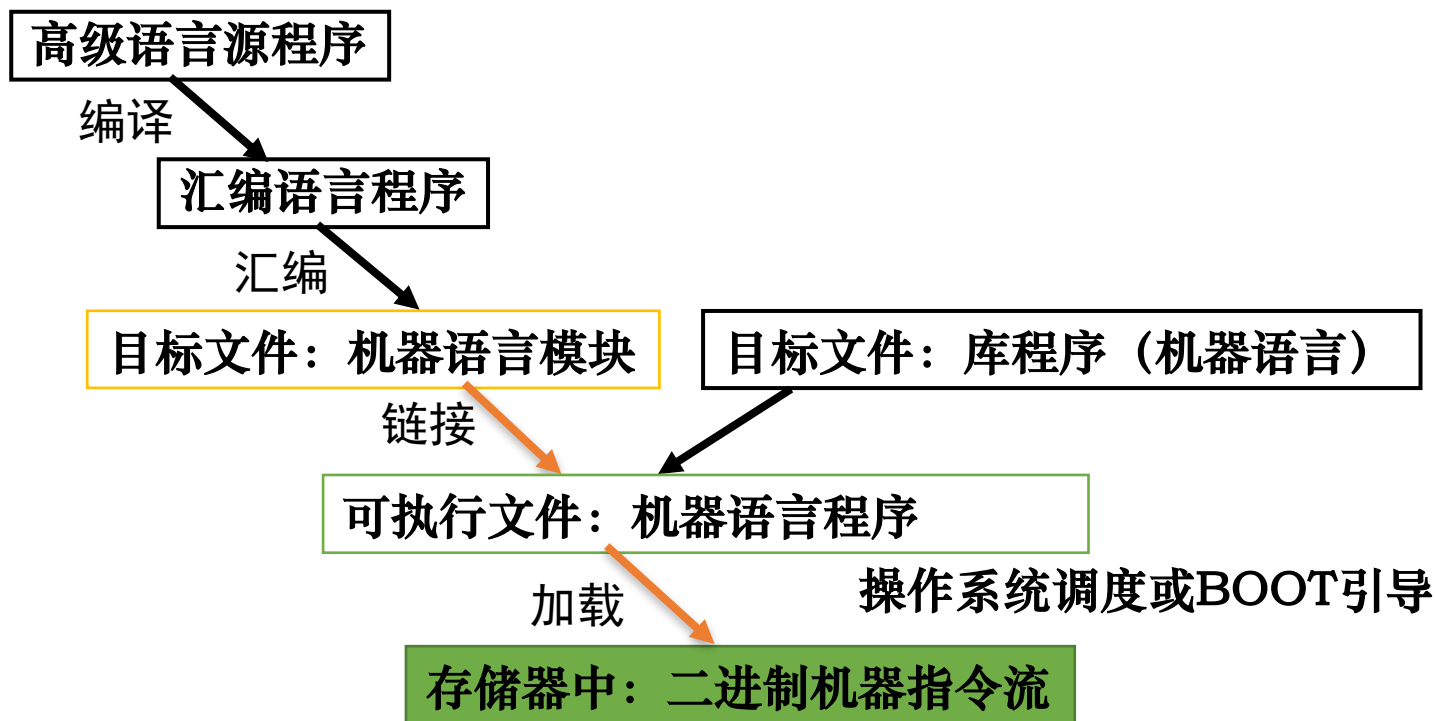 高级语言源程序
编译
汇编语言程序
汇编
目标文件：机器语言模块
目标文件：库程序（机器语言）
链接
可执行文件：机器语言程序
操作系统调度或BOOT引导
加载
存储器中：二进制机器指令流